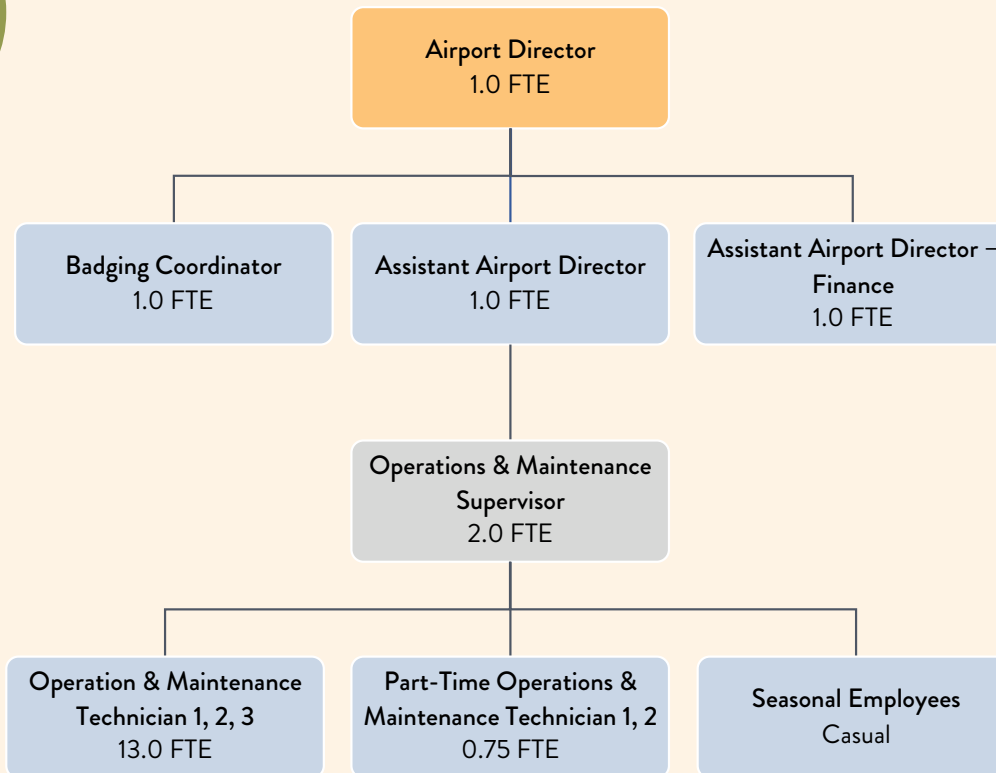 Airport Director
1.0 FTE
Badging Coordinator
1.0 FTE
Assistant Airport Director
1.0 FTE
Assistant Airport Director –
Finance
1.0 FTE
Operations & Maintenance
Supervisor
2.0 FTE
Operation & Maintenance
Technician 1, 2, 3
13.0 FTE
Part-Time Operations &
Maintenance Technician 1, 2
0.75 FTE
Seasonal Employees
Casual